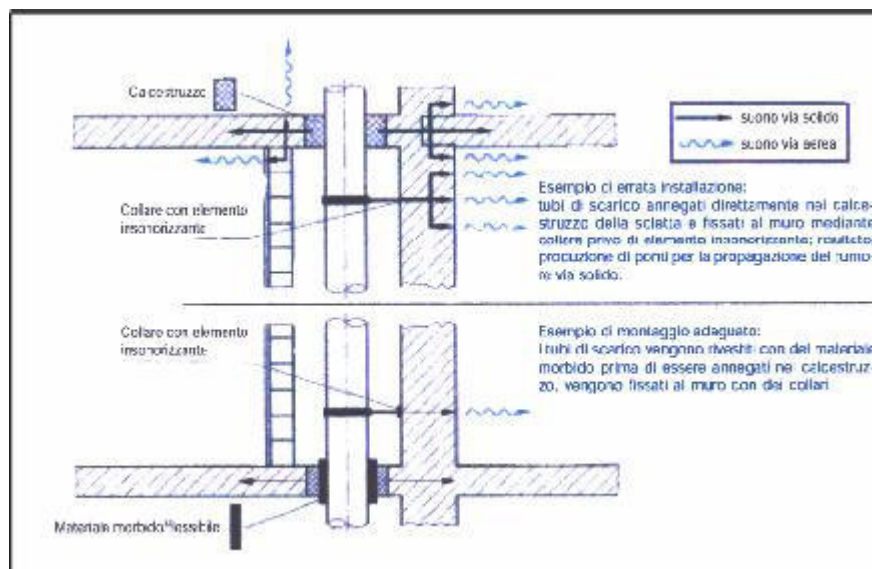 Calcestruzzo
suono via solido
suono via aerea
Collare con elemento
insonorizzante
Esempio di errata installazione:
tubi di scarico annegati direttamente nel calce-
struzzo della soletta e fissati al muro mediante
collare privo di elemento insonorizzante; risultato:
produzione di ponti per la propagazione del rumo-
re via solido.
Collare con elemento
insonorizzante
Esempio di montaggio adeguato:
i tubi di scarico vengono rivestiti con del materiale
morbido prima di essere annegati nel calcestruz-
zo, vengono fissati al muro con dei collari
Materiale morbido/flessibile